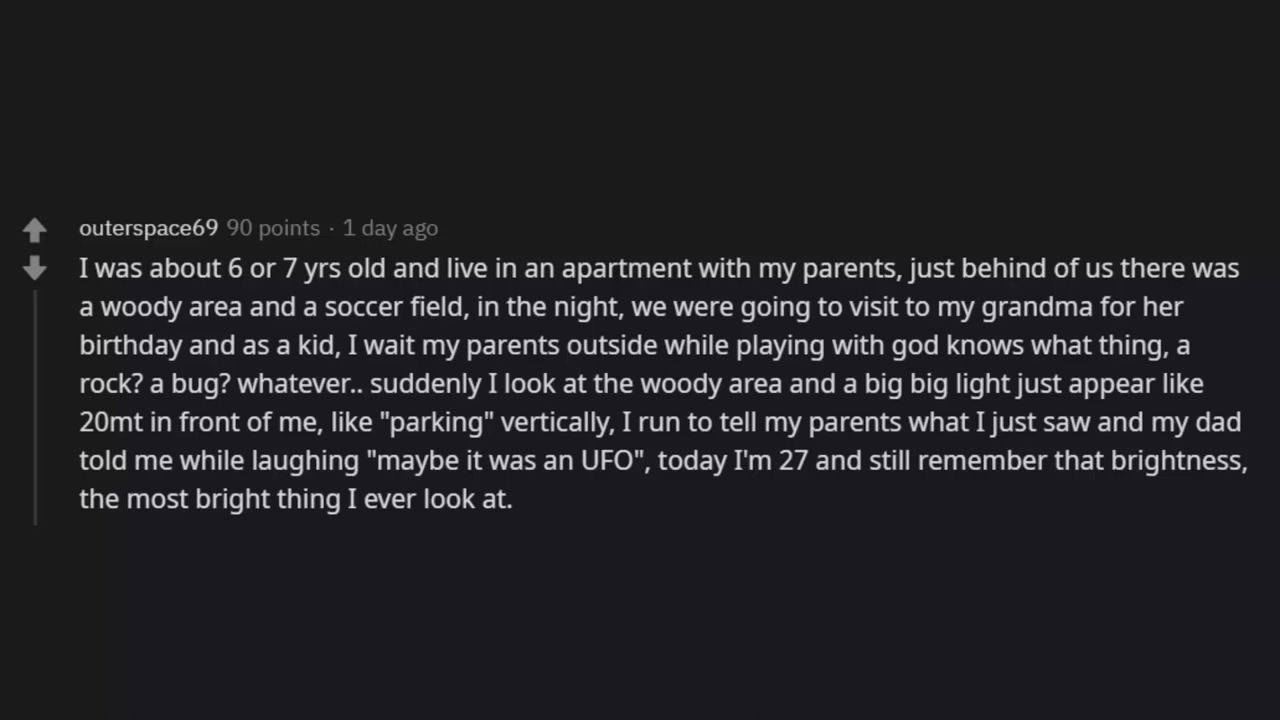 outerspace69 90 points · 1 day ago
I was about 6 or 7 yrs old and live in an apartment with my parents, just behind of us there was
a woody area and a soccer field, in the night, we were going to visit to my grandma for her
birthday and as a kid, I wait my parents outside while playing with god knows what thing, a
rock? a bug? whatever.. suddenly I look at the woody area and a big big light just appear like
20mt in front of me, like "parking" vertically, I run to tell my parents what I just saw and my dad
told me while laughing "maybe it was an UFO", today I'm 27 and still remember that brightness,
the most bright thing I ever look at.